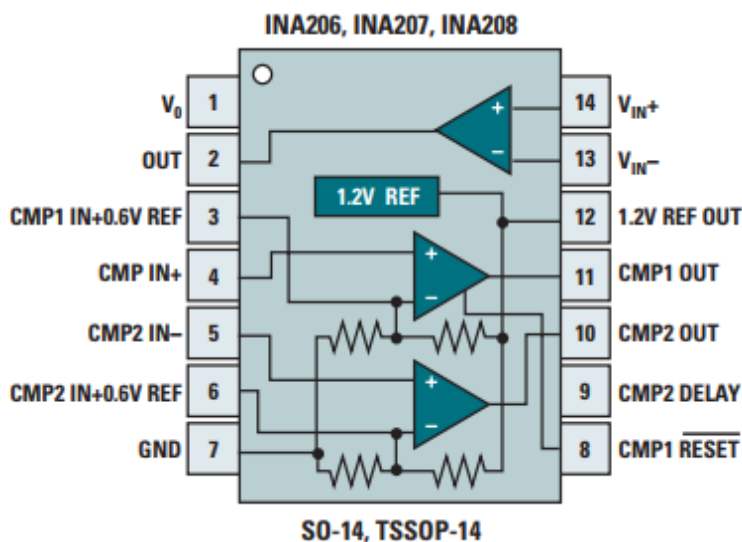 INA206, INA207, INA208
V0 1
OUT 2
CMP1 IN+0.6V REF 3
CMP IN+ 4
CMP2 IN– 5
CMP2 IN+0.6V REF 6
GND 7
+
–
1.2V REF
+
–
+
–
14 VIN+
13 VIN–
12 1.2V REF OUT
11 CMP1 OUT
10 CMP2 OUT
9 CMP2 DELAY
8 CMP1 RESET
SO-14, TSSOP-14